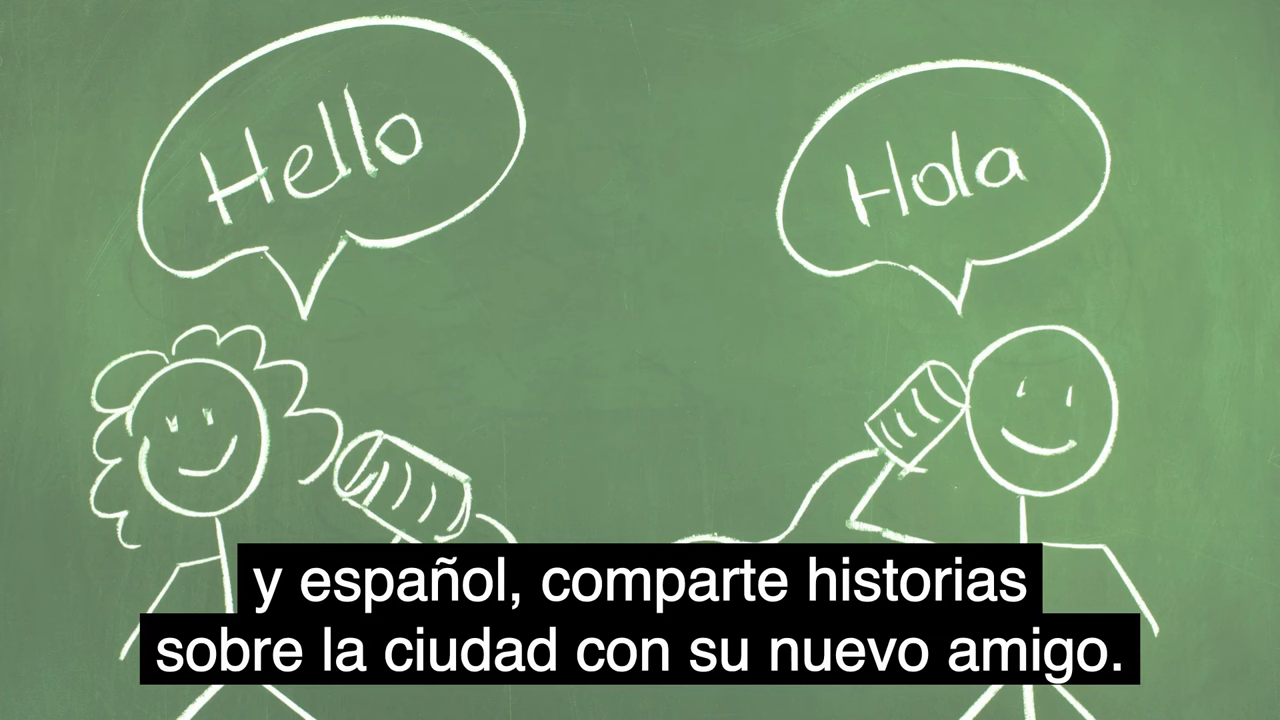 Hello
Hola
y español, comparte historias
sobre la ciudad con su nuevo amigo.